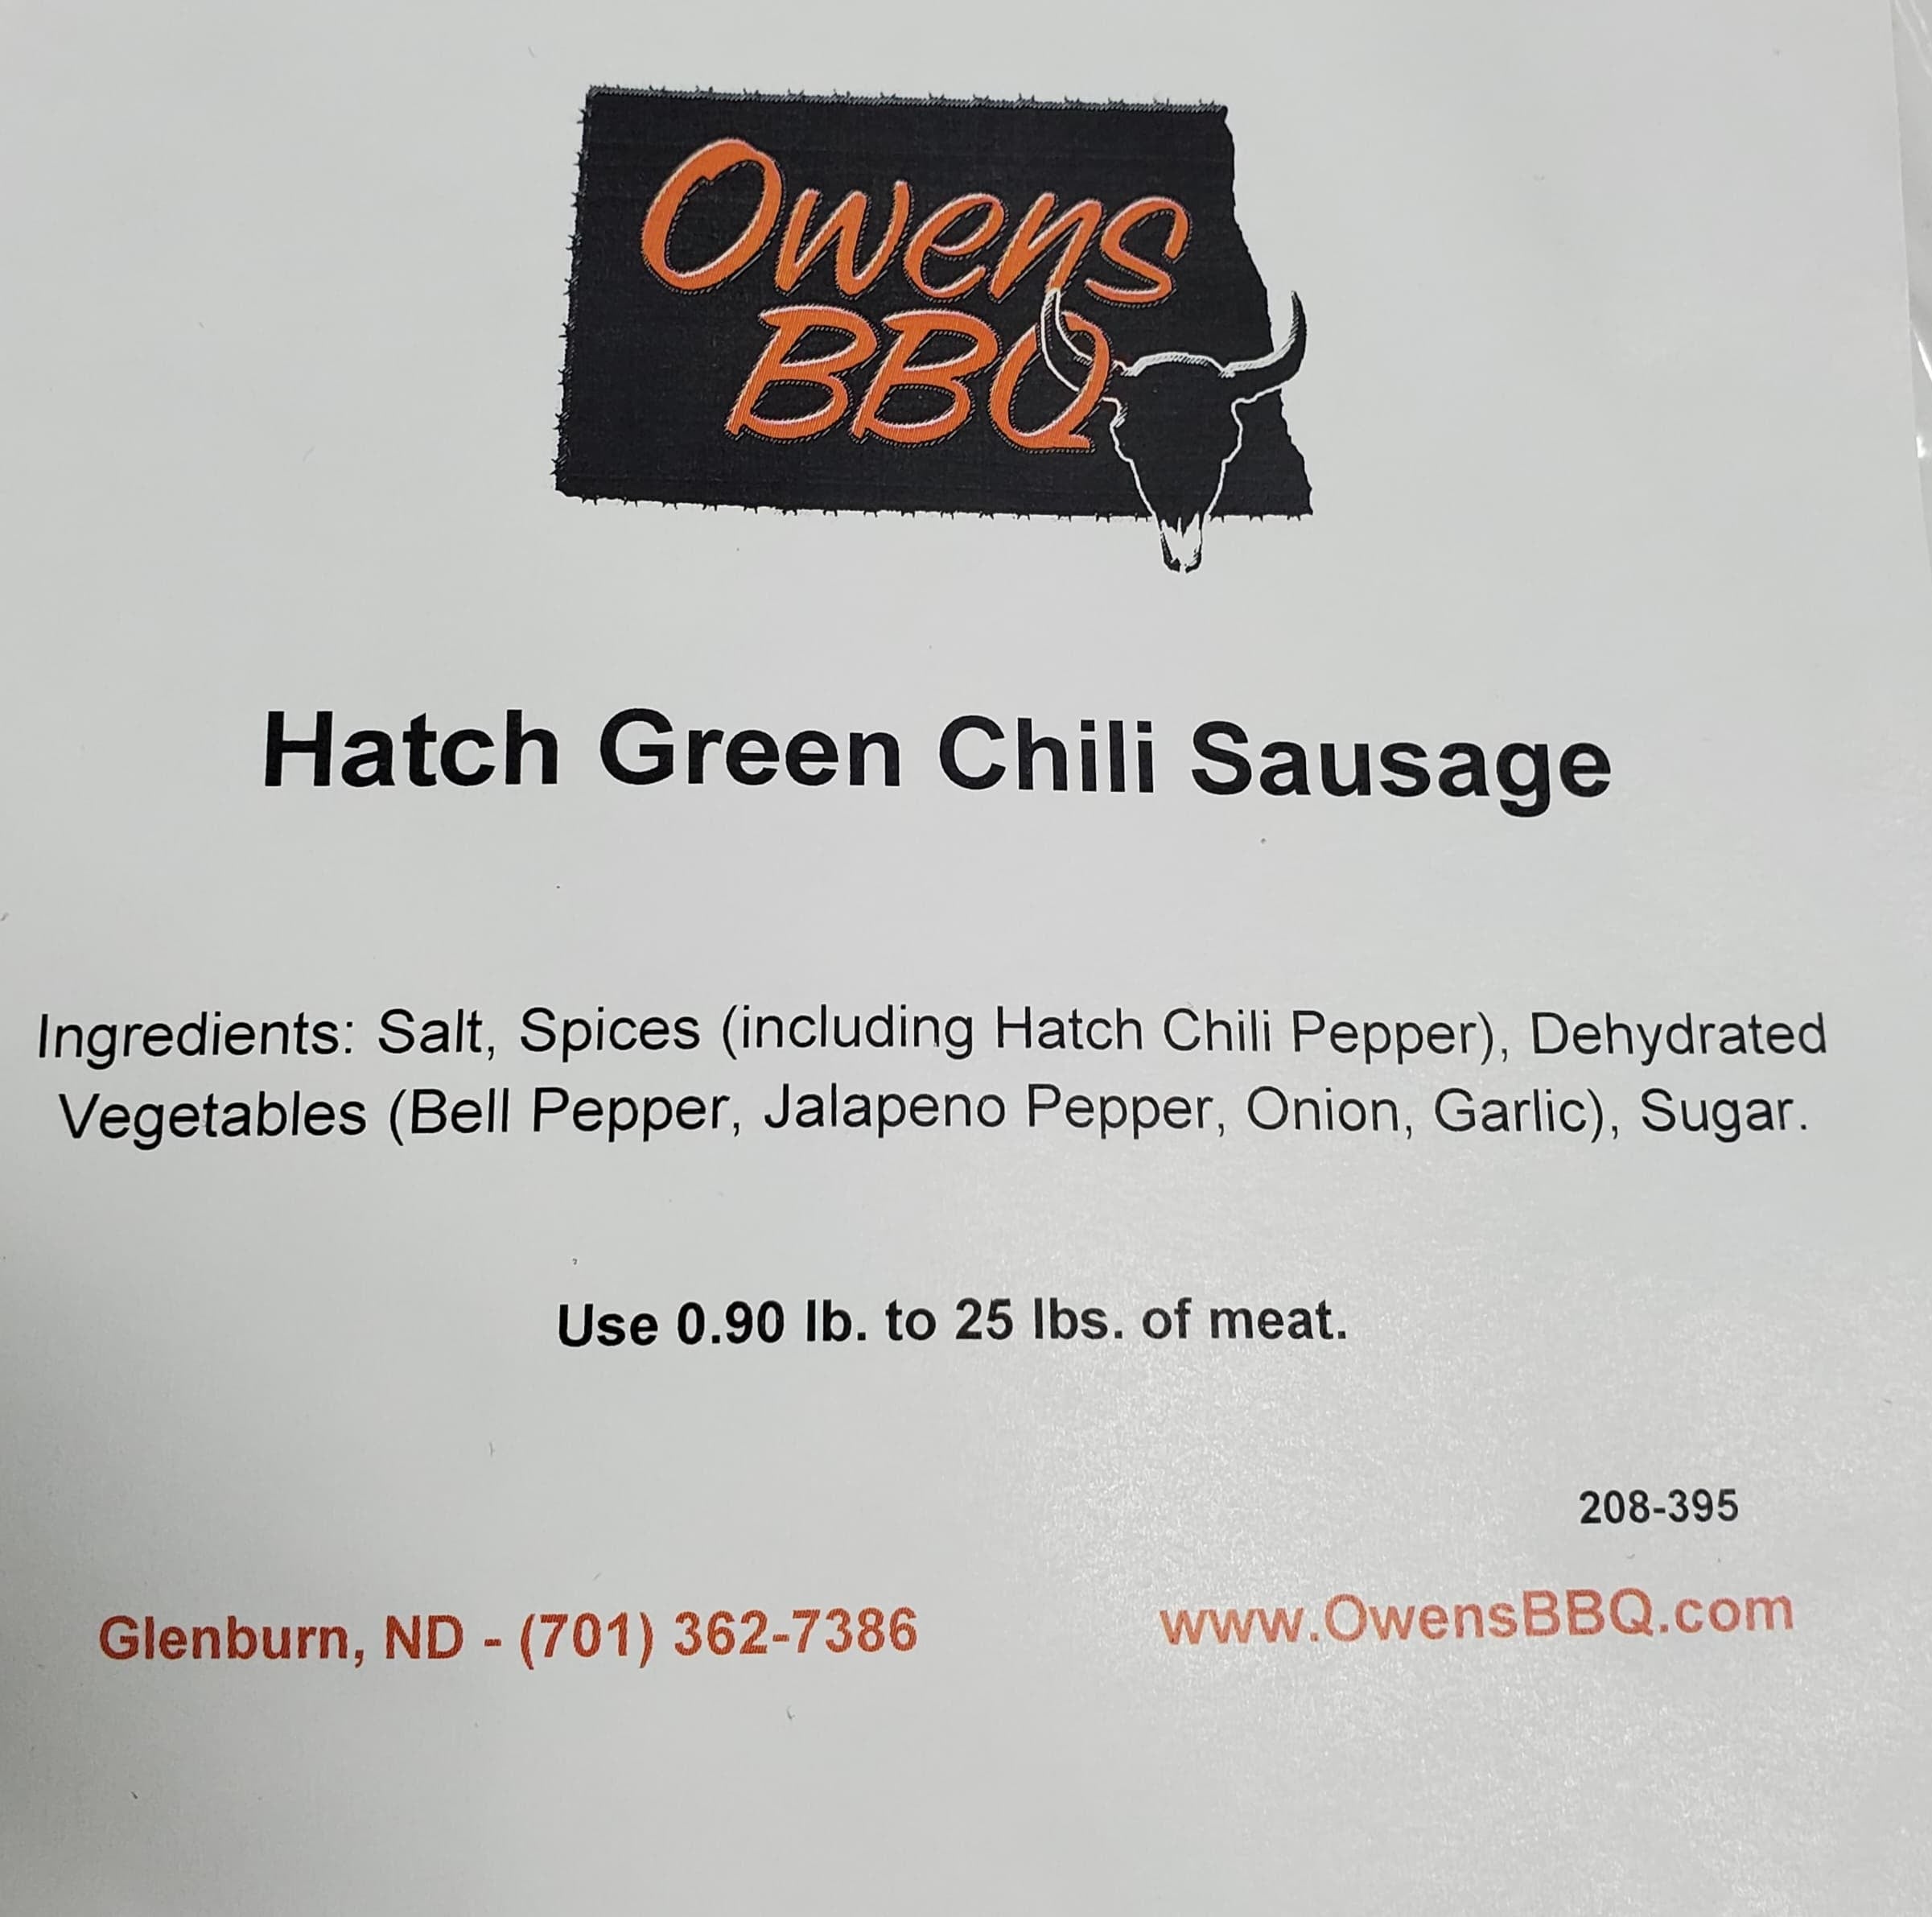 Owens
BBQ
Hatch Green Chili Sausage
Ingredients: Salt, Spices (including Hatch Chili Pepper), Dehydrated
Vegetables (Bell Pepper, Jalapeno Pepper, Onion, Garlic), Sugar.
Use 0.90 lb. to 25 lbs. of meat.
208-395
Glenburn, ND - (701) 362-7386 www.OwensBBQ.com